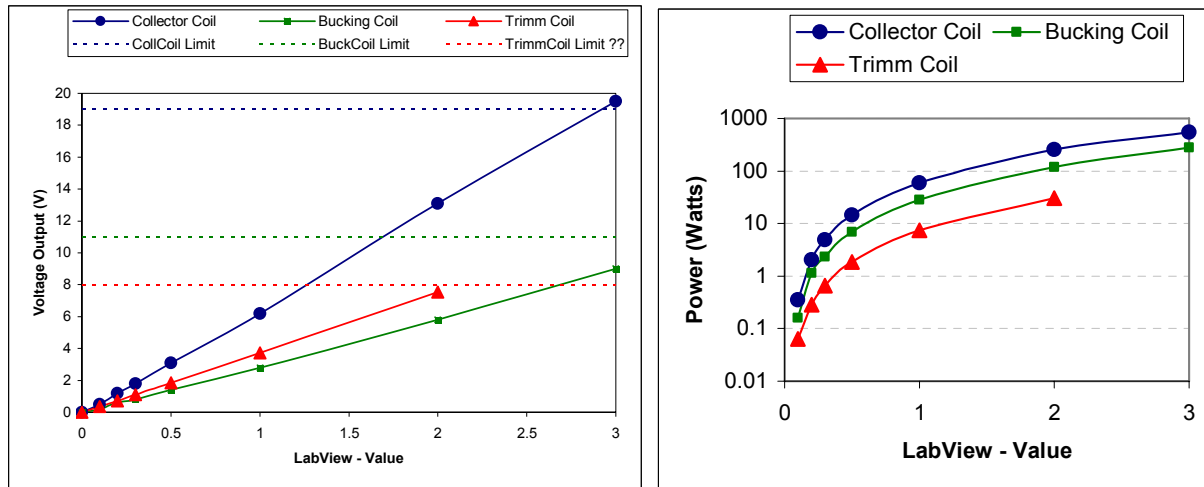 Collector Coil Bucking Coil Trimm Coil
CollCoil Limit BuckCoil Limit TrimmCoil Limit ??
20
18
16
14
12
10
8
6
4
2
0
Voltage Output (V)
0 0.5 1 1.5 2 2.5 3
LabView - Value
Collector Coil Bucking Coil
Trimm Coil
1000
100
10
1
0.1
0.01
Power (Watts)
0 1 2 3
LabView - Value